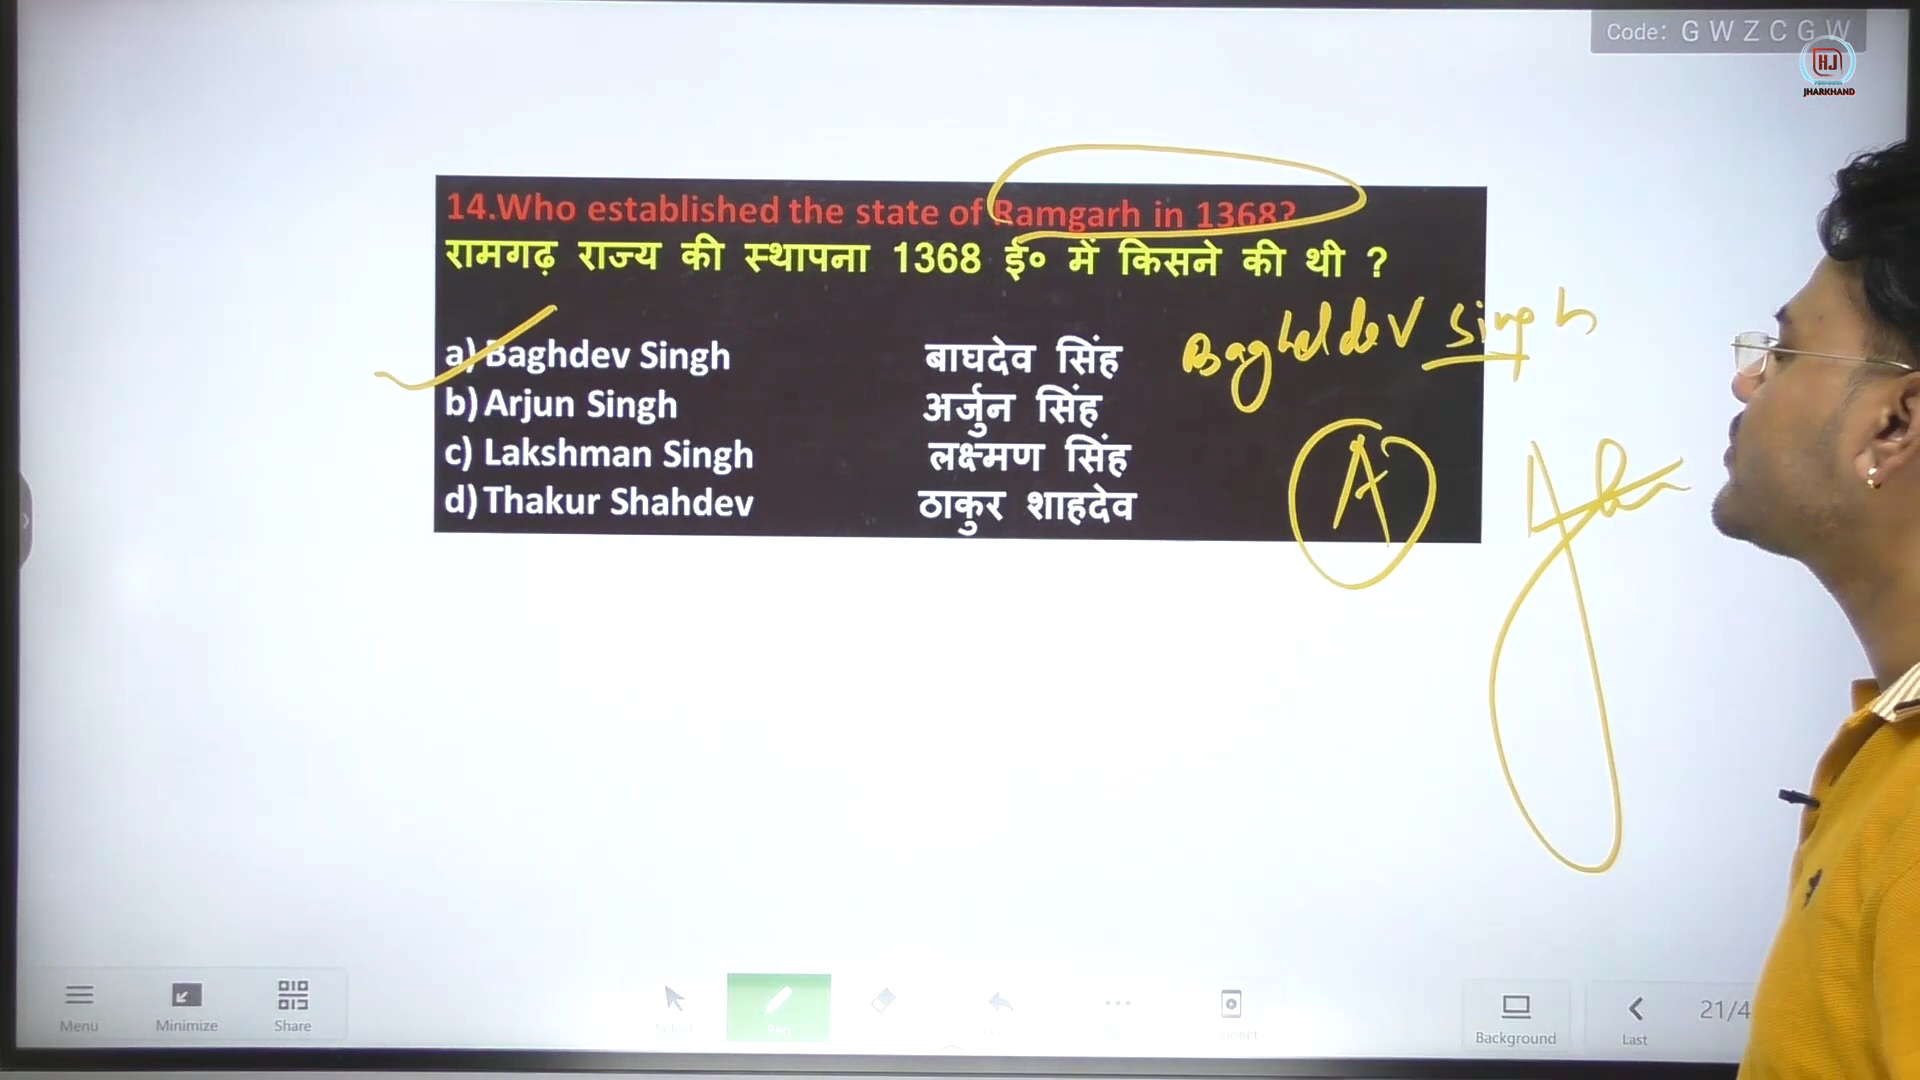 Code: G W Z C G W
HJ
JHARKHAND
14.Who established the state of Ramgarh in 1368?
रामगढ़ राज्य की स्थापना 1368 ई० में किसने की थी ?
a) Baghdev Singh बाघदेव सिंह
Singh
b) Arjun Singh अर्जुन सिंह
c) Lakshman Singh लक्ष्मण सिंह
A
d) Thakur Shahdev ठाकुर शाहदेव
Menu Minimize Share Select Pen Background Last 21/4